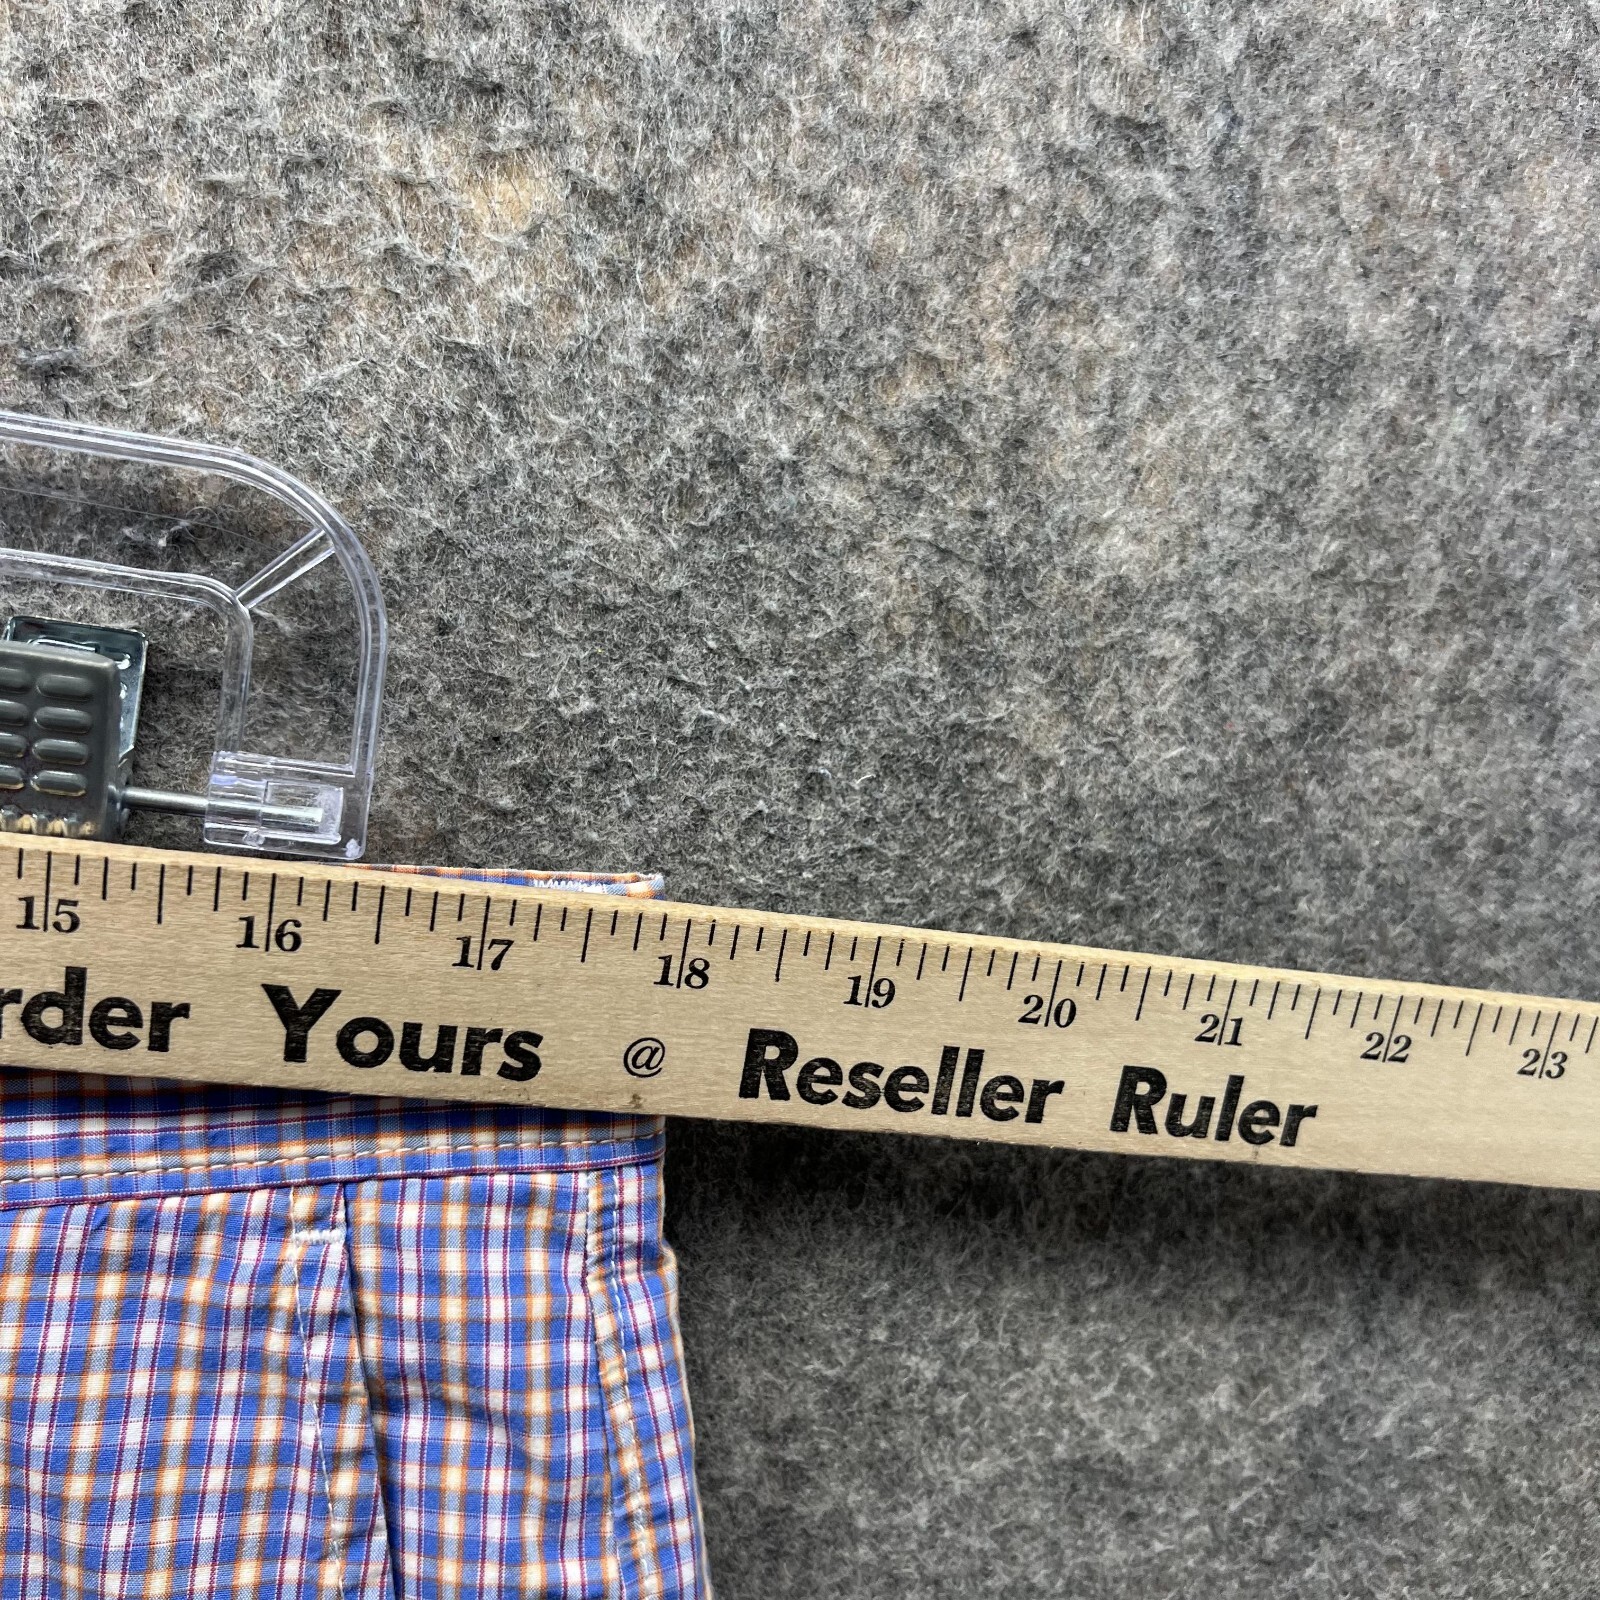 15 16 17 18 19 20 21 22 23
rder Yours @ Reseller Ruler